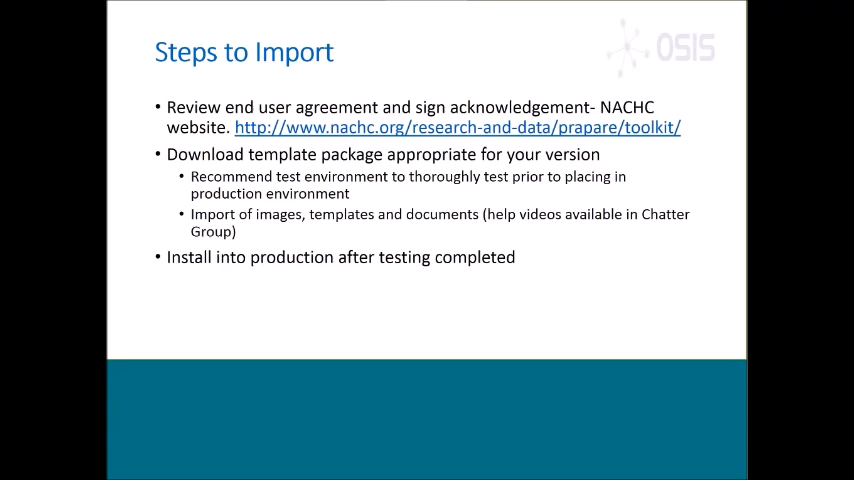 OSIS
Steps to Import
• Review end user agreement and sign acknowledgement- NACHC
website. http://www.nachc.org/research-and-data/prapare/toolkit/
• Download template package appropriate for your version
• Recommend test environment to thoroughly test prior to placing in
production environment
• Import of images, templates and documents (help videos available in Chatter
Group)
• Install into production after testing completed